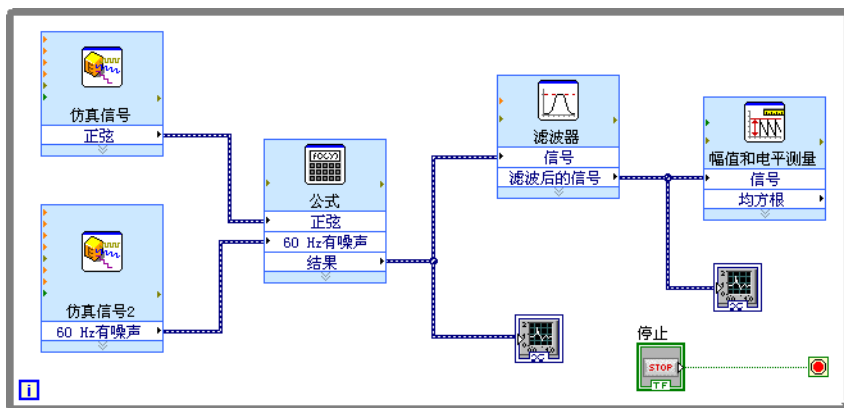 仿真信号
正弦
仿真信号2
60 Hz有噪声
F(X,Y)
公式
正弦
60 Hz有噪声
结果
滤波器
信号
滤波后的信号
幅值和电平测量
信号
均方根
停止
STOP
TF
i